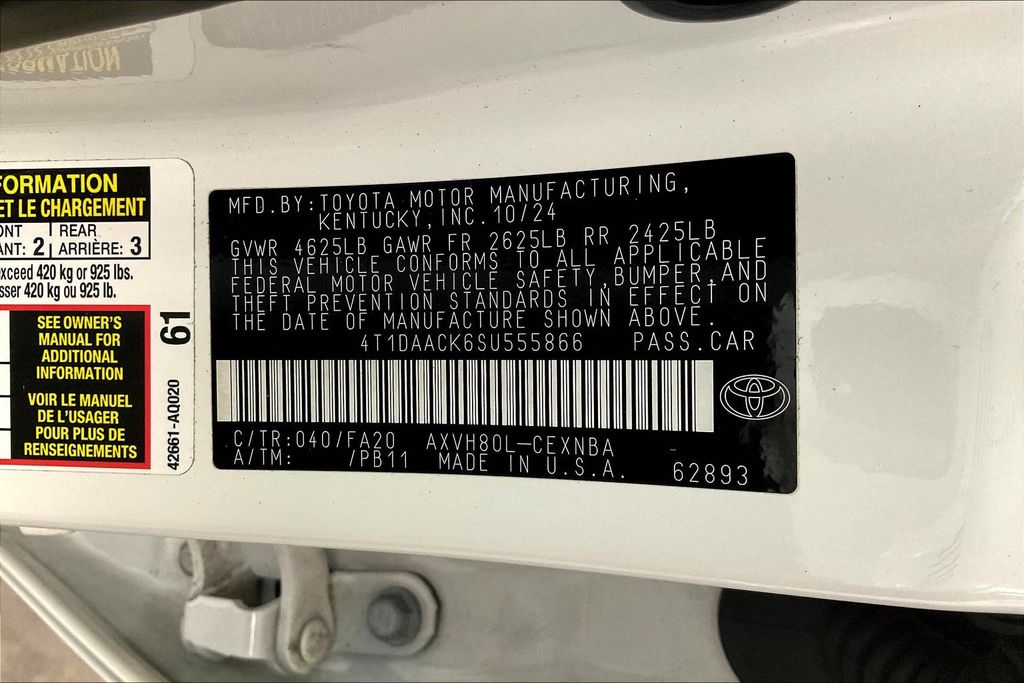 FORMATION
ET LE CHARGEMENT
REAR
ANT: 2 ARRIÈRE: 3
exceed 420 kg or 925 lbs.
sser 420 kg ou 925 lb.
SEE OWNER'S
MANUAL FOR
ADDITIONAL
INFORMATION
VOIR LE MANUEL
DE L'USAGER
POUR PLUS DE
RENSEIGNEMENTS
61
42661-AQ020
MFD.BY:TOYOTA MOTOR MANUFACTURING,
KENTUCKY,INC.10/24
GVWR 4625LB GAWR FR 2625LB RR 2425LB
THIS VEHICLE CONFORMS TO ALL APPLICABLE
FEDERAL MOTOR VEHICLE SAFETY,BUMPER,AND
THEFT PREVENTION STANDARDS IN EFFECT ON
THE DATE OF MANUFACTURE SHOWN ABOVE.
4T1DAACK6SU555866 PASS.CAR
C/TR:040/FA20 AXVH80L-CEXNBA
A/TM: /PB11 MADE IN U.S.A. 62893